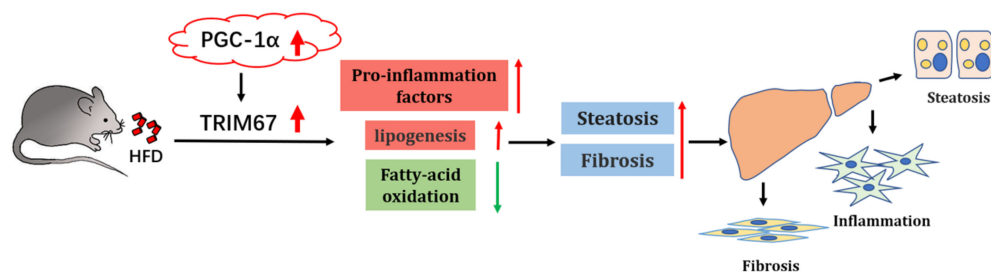 PGC-1α
TRIM67
HFD
Pro-inflammation
factors
lipogenesis
Fatty-acid
oxidation
Steatosis
Fibrosis
Steatosis
Inflammation
Fibrosis